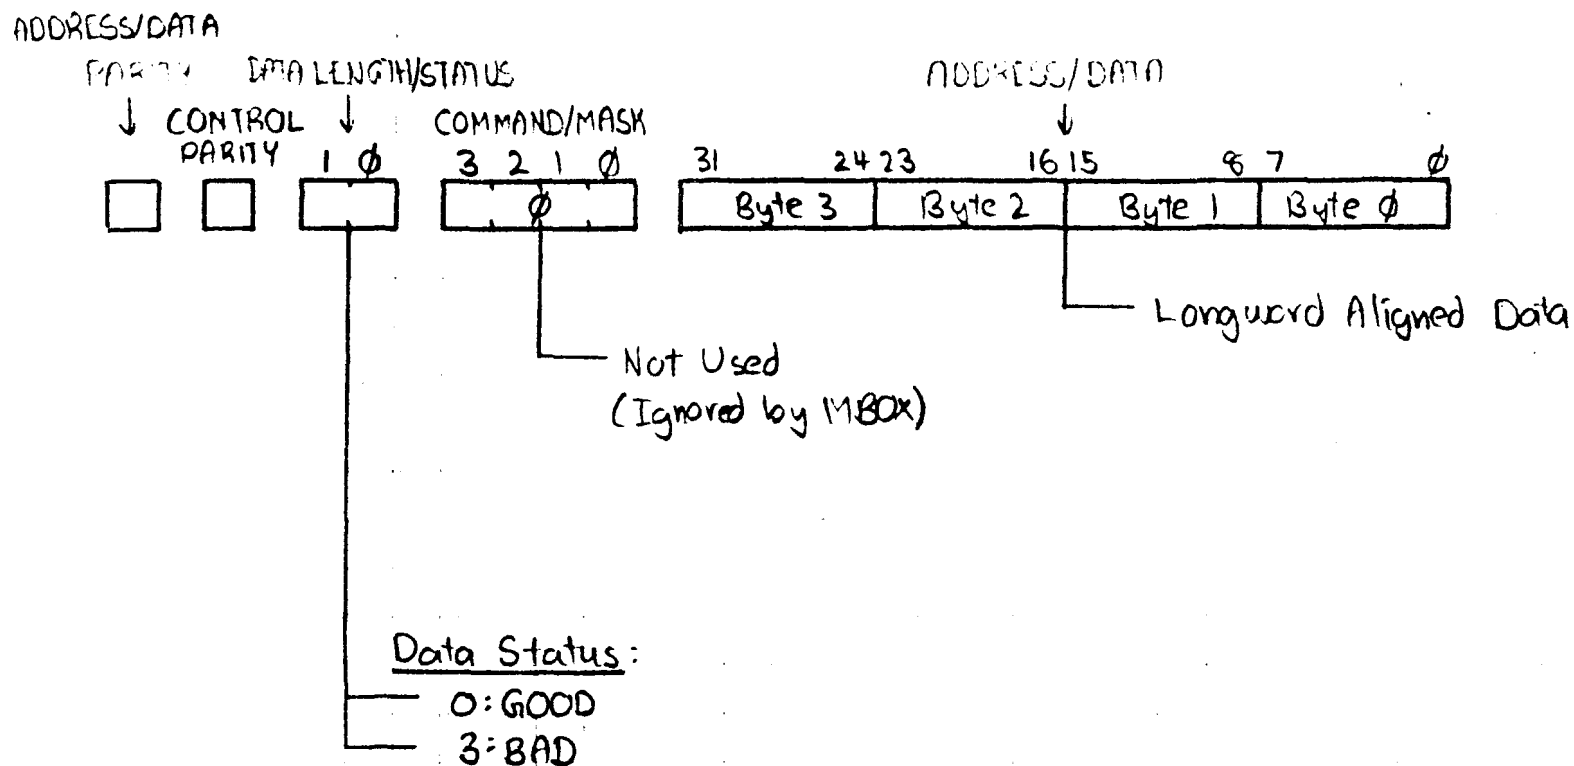 ADDRESS/DATA
PARITY DATA LENGTH/STATUS ADDRESS/DATA
CONTROL COMMAND/MASK
PARITY 1 Ø 3 2 1 Ø 31 24 23 16 15 8 7 Ø
Ø Byte 3 Byte 2 Byte 1 Byte Ø
Longword Aligned Data
Not Used
(Ignored by MBOX)
Data Status:
0:GOOD
3:BAD